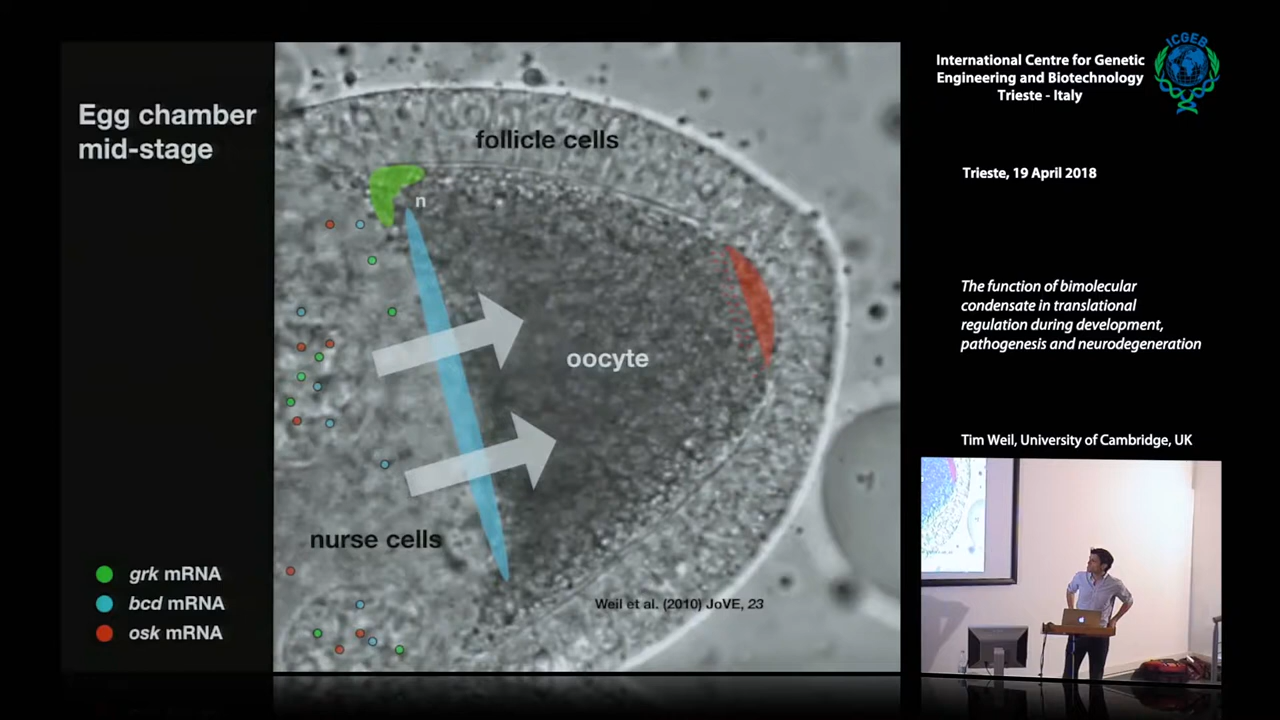 Egg chamber
mid-stage
follicle cells
n
oocyte
nurse cells
Weil et al. (2010) JoVE, 23
grk mRNA
bcd mRNA
osk mRNA
International Centre for Genetic
Engineering and Biotechnology
Trieste - Italy
ICGEB
Trieste, 19 April 2018
The function of bimolecular
condensate in translational
regulation during development,
pathogenesis and neurodegeneration
Tim Weil, University of Cambridge, UK